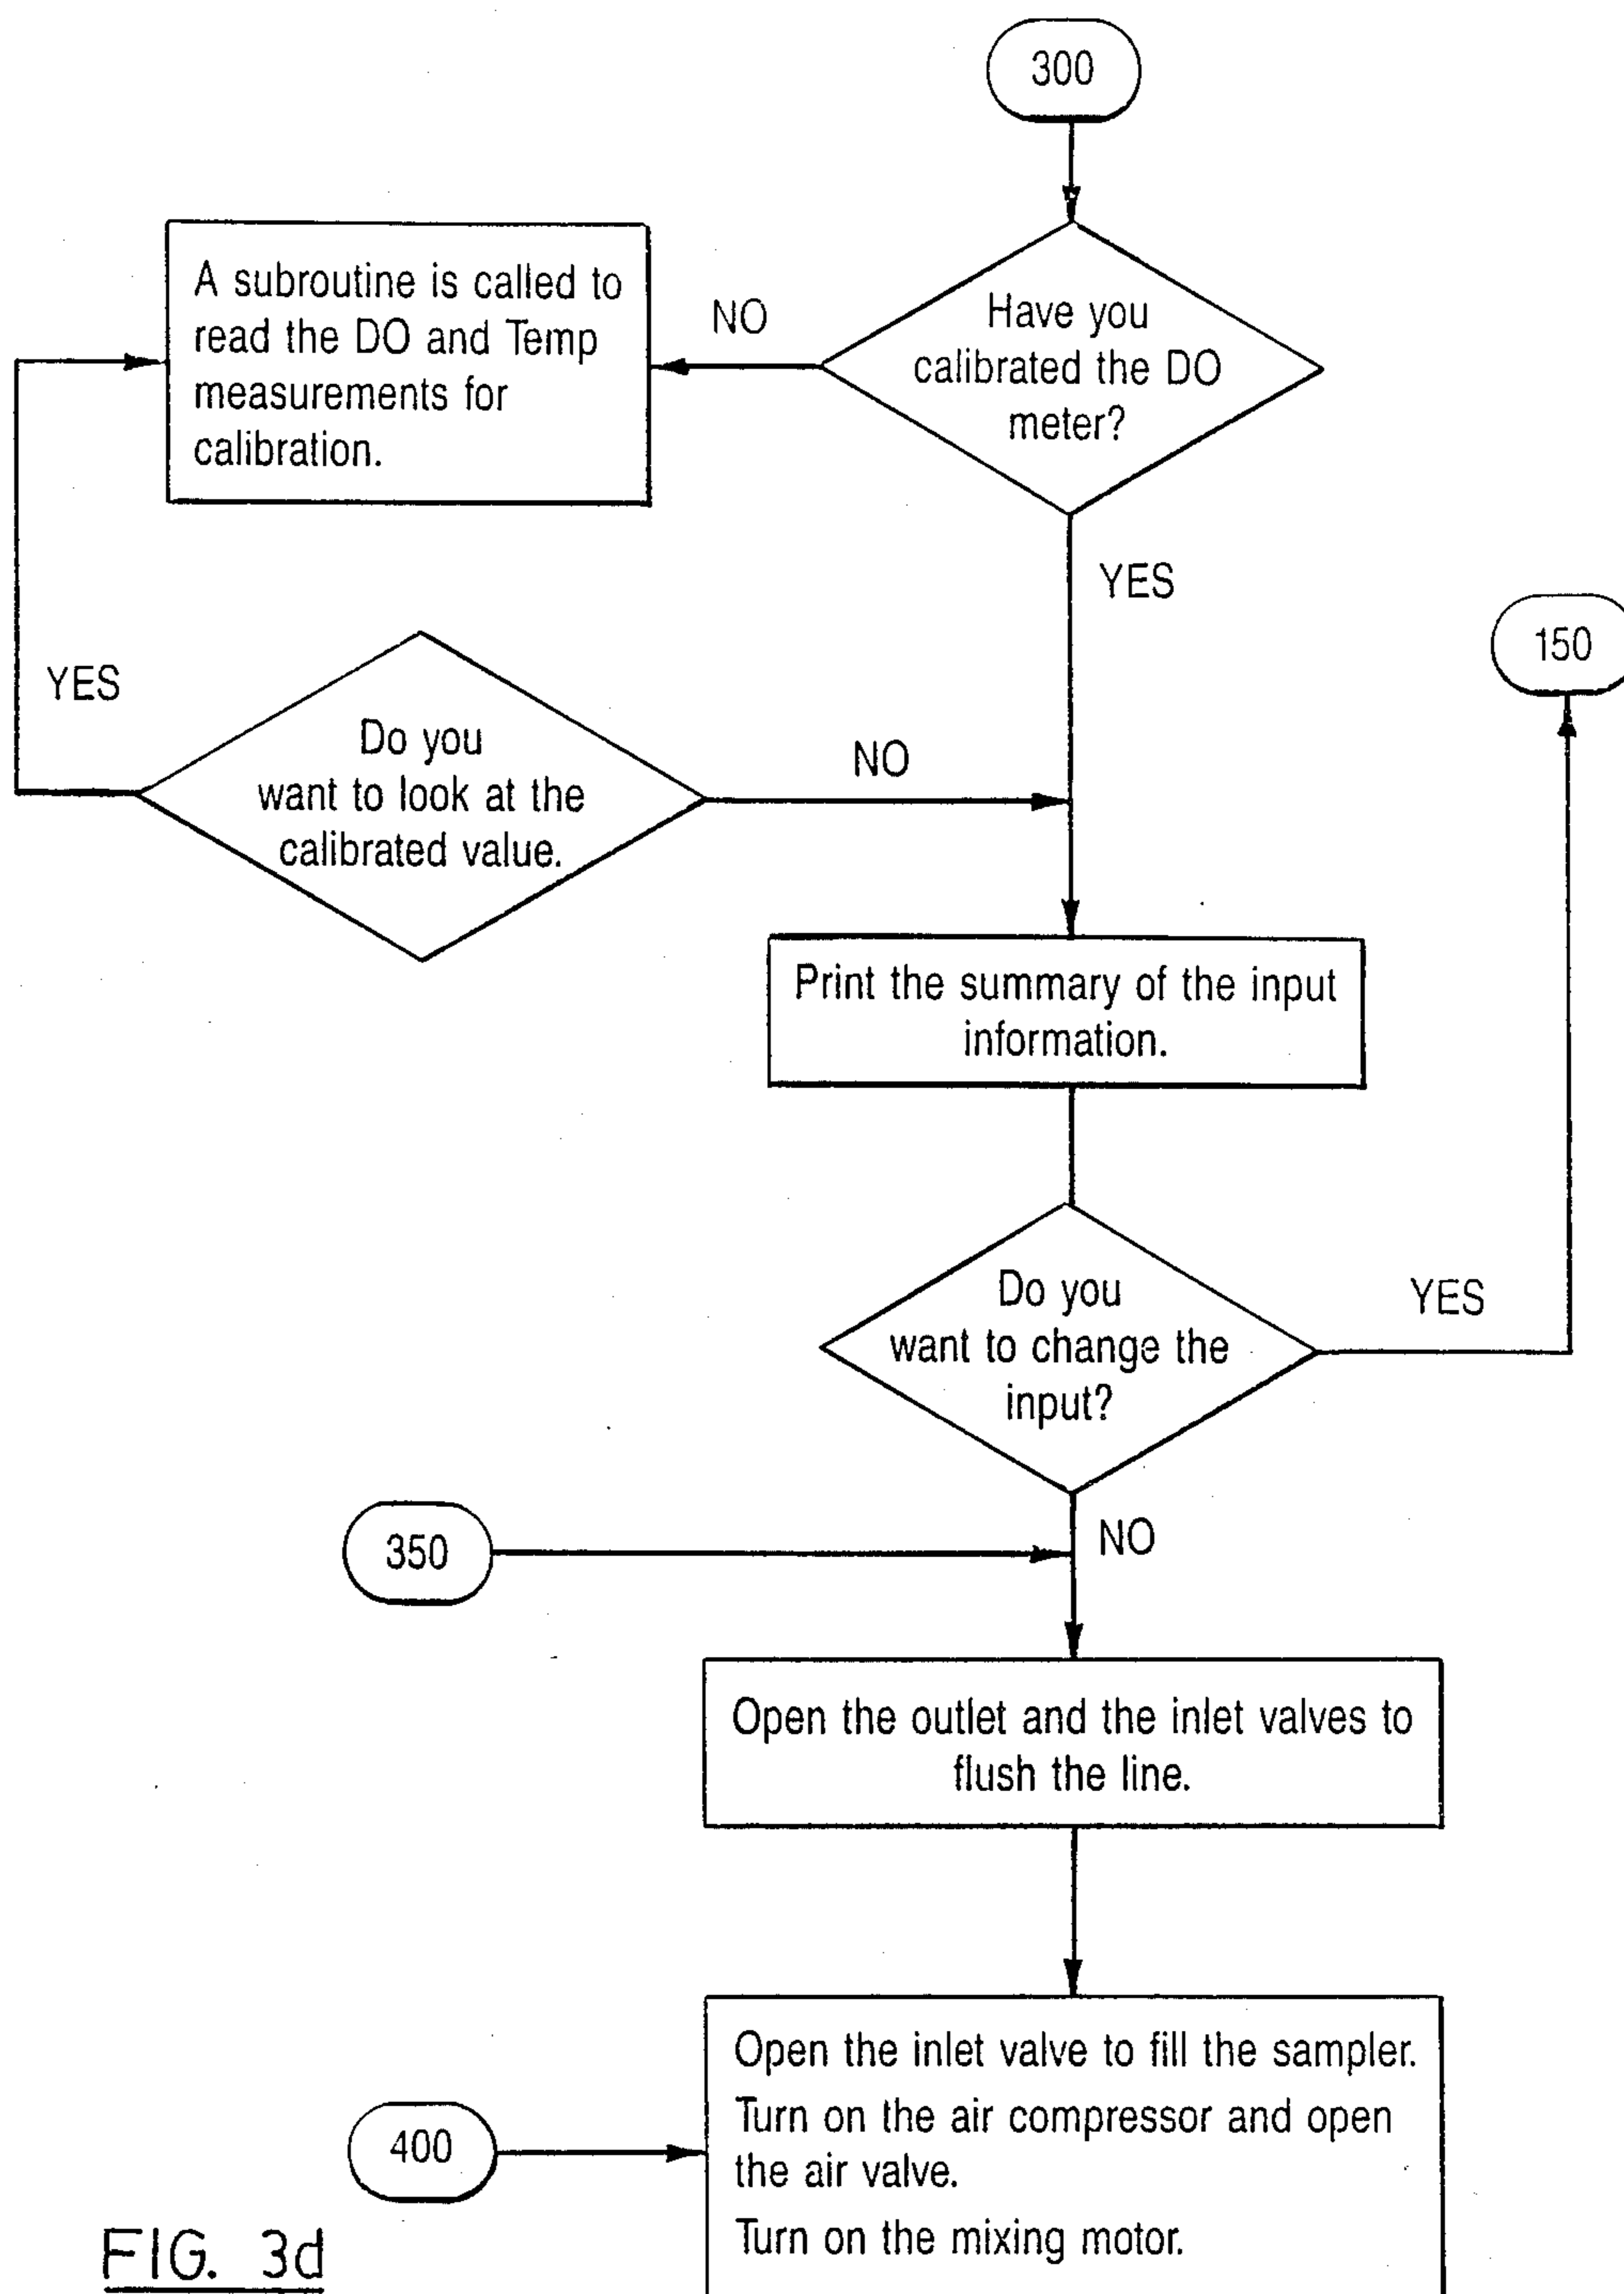 300
A subroutine is called to
read the DO and Temp
measurements for
calibration.
NO
Have you
calibrated the DO
meter?
YES
150
YES
Do you
want to look at the
calibrated value.
NO
Print the summary of the input
information.
Do you
want to change the
input?
YES
350
NO
Open the outlet and the inlet valves to
flush the line.
400
Open the inlet valve to fill the sampler.
Turn on the air compressor and open
the air valve.
Turn on the mixing motor.
FIG. 3d